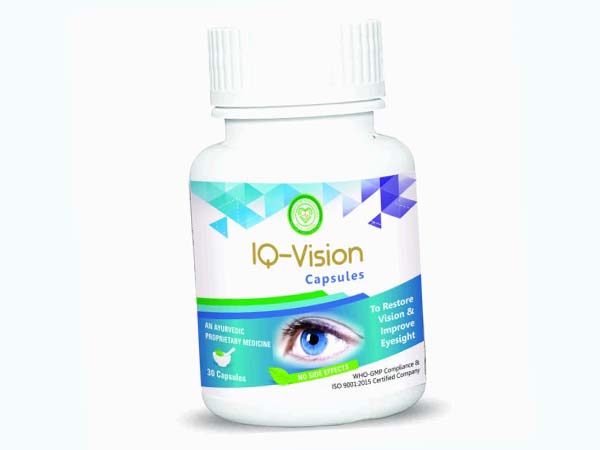 IQ-Vision
Capsules
AN AYURVEDIC
PROPRIETARY MEDICINE
30 Capsules
To Restore
Vision &
Improve
Eyesight
NO SIDE EFFECTS
WHO-GMP Compliance &
ISO 9001:2015 Certified Company